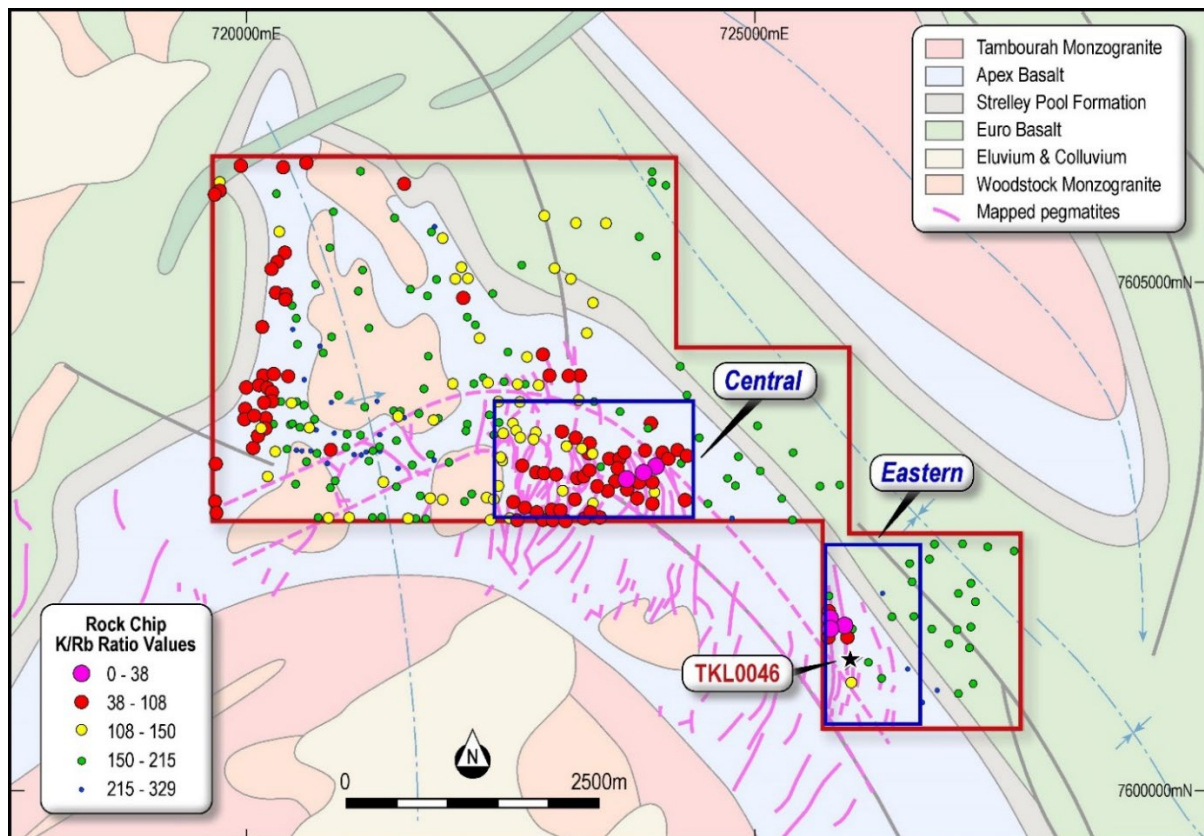 720000mE
725000mE
Tambourah Monzogranite
Apex Basalt
Strelley Pool Formation
Euro Basalt
Eluvium & Colluvium
Woodstock Monzogranite
Mapped pegmatites
7605000mN
Central
Eastern
TKL0046
Rock Chip
K/Rb Ratio Values
0 - 38
38 - 108
108 - 150
150 - 215
215 - 329
N
0 2500m
7600000mN